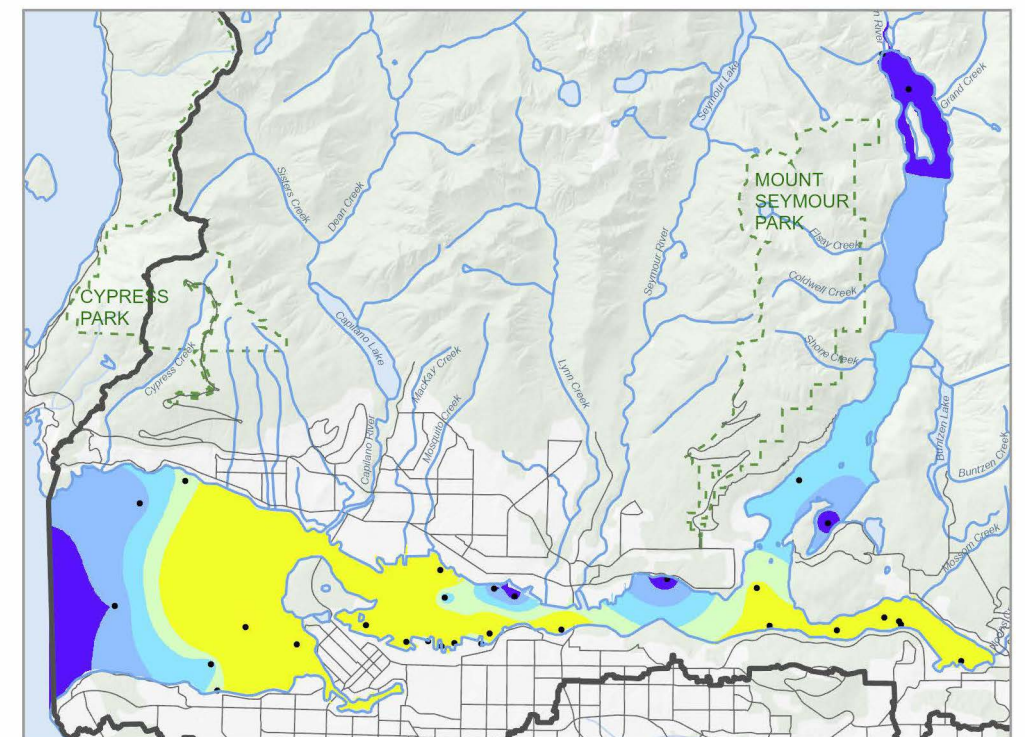 Grand Creek
Seymour Lake
Sisters Creek
Dean Creek
MOUNT
SEYMOUR
PARK
Elsay Creek
Seymour River
Coldwell Creek
CYPRESS
PARK
Capilano Lake
Shone Creek
Cypress Creek
MacKay Creek
Lynn Creek
Mosquito Creek
Buntzen Lake
Capilano River
Buntzen Creek
Mossom Creek